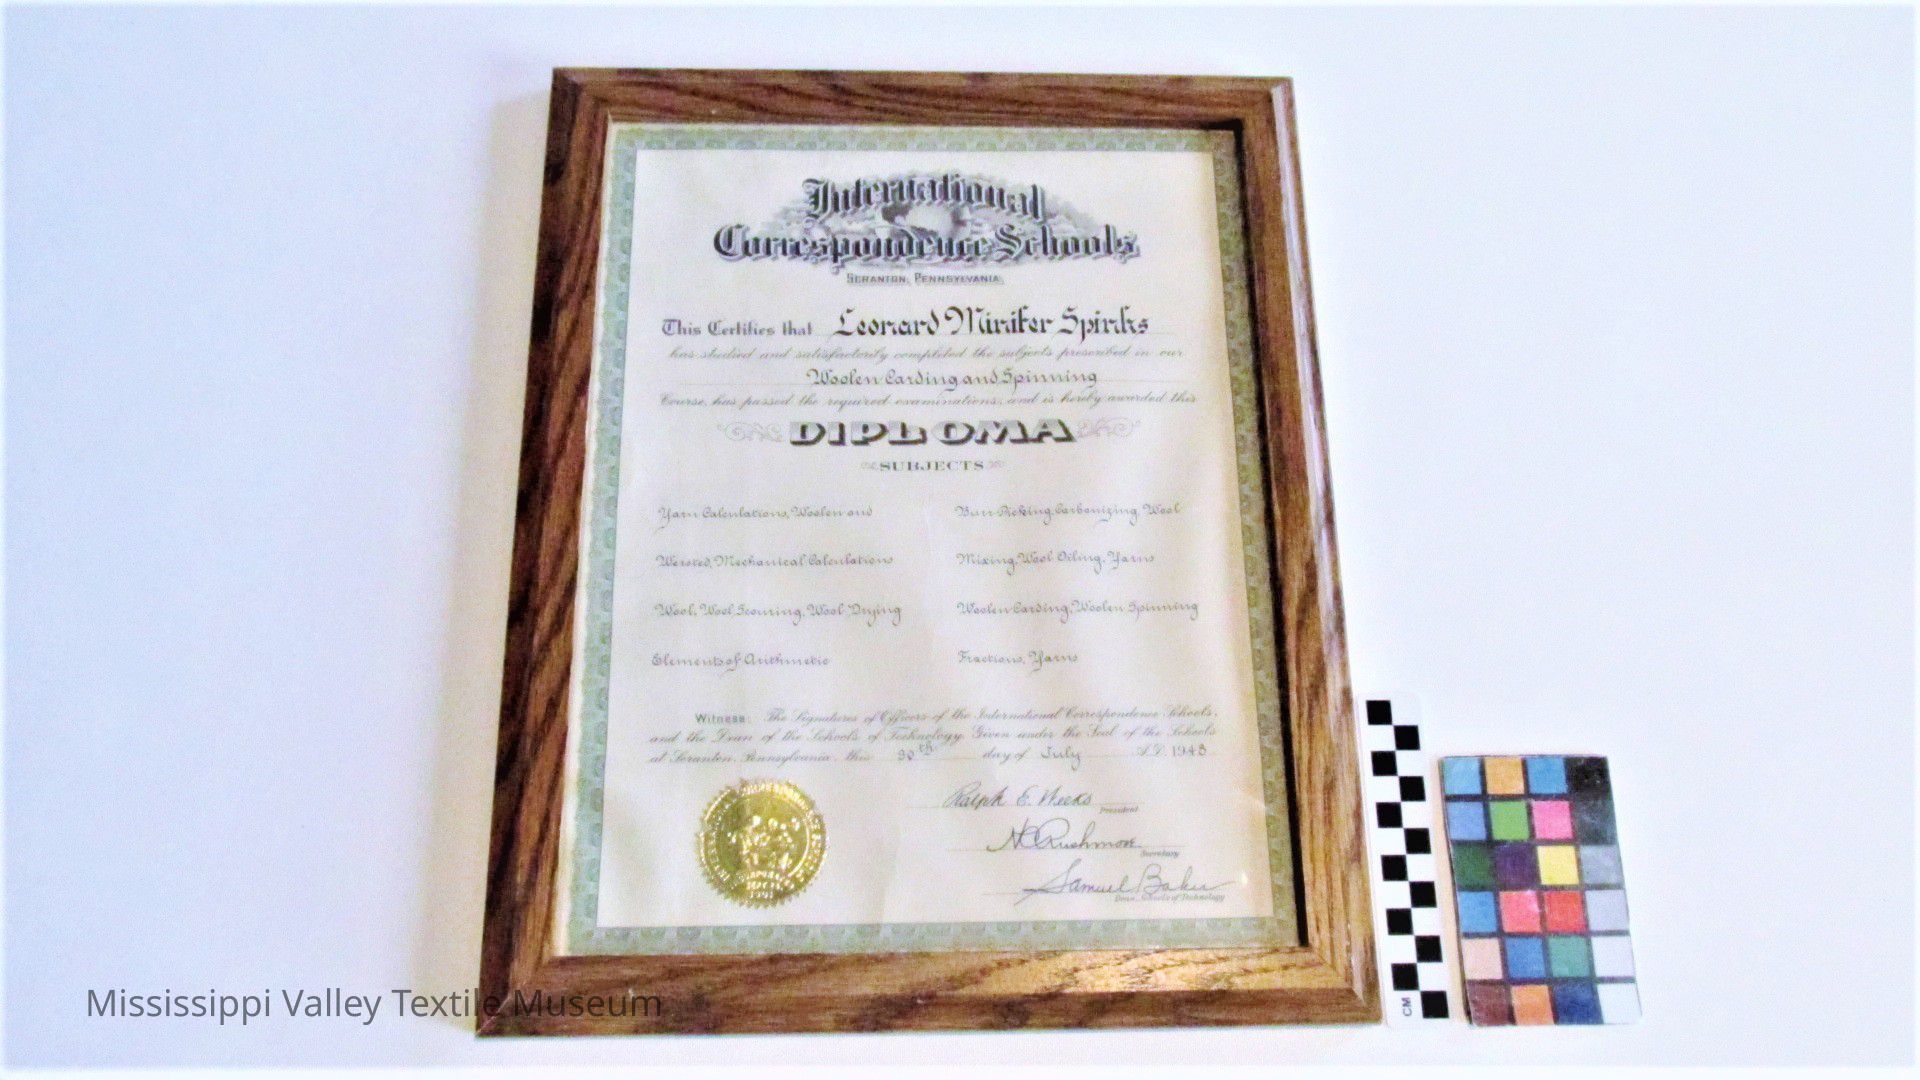 International
Correspondence Schools
SCRANTON, PENNSYLVANIA.
This Certifies that Leonard Minifer Spinks
has studied and satisfactorily completed the subjects prescribed in our
Woolen Carding and Spinning
Course, has passed the required examinations, and is hereby awarded this
DIPLOMA
SUBJECTS
Yarn Calculations, Woolen and
Burr Picking, Carbonizing, Wool
Worsted, Mechanical Calculations
Mixing, Wool Oiling, Yarns
Wool, Wool Scouring, Wool Drying
Woolen Carding, Woolen Spinning
Elements of Arithmetic
Fractions, Yarns
Witness: The Signatures of Officers of the International Correspondence Schools,
and the Dean of the Schools of Technology. Given under the Seal of the Schools
at Scranton, Pennsylvania, this 30th day of July A.D. 1943
Ralph E. Weeks
President
N C Rushmore
Secretary
Samuel Baker
Dean, Schools of Technology
CM
Mississippi Valley Textile Museum